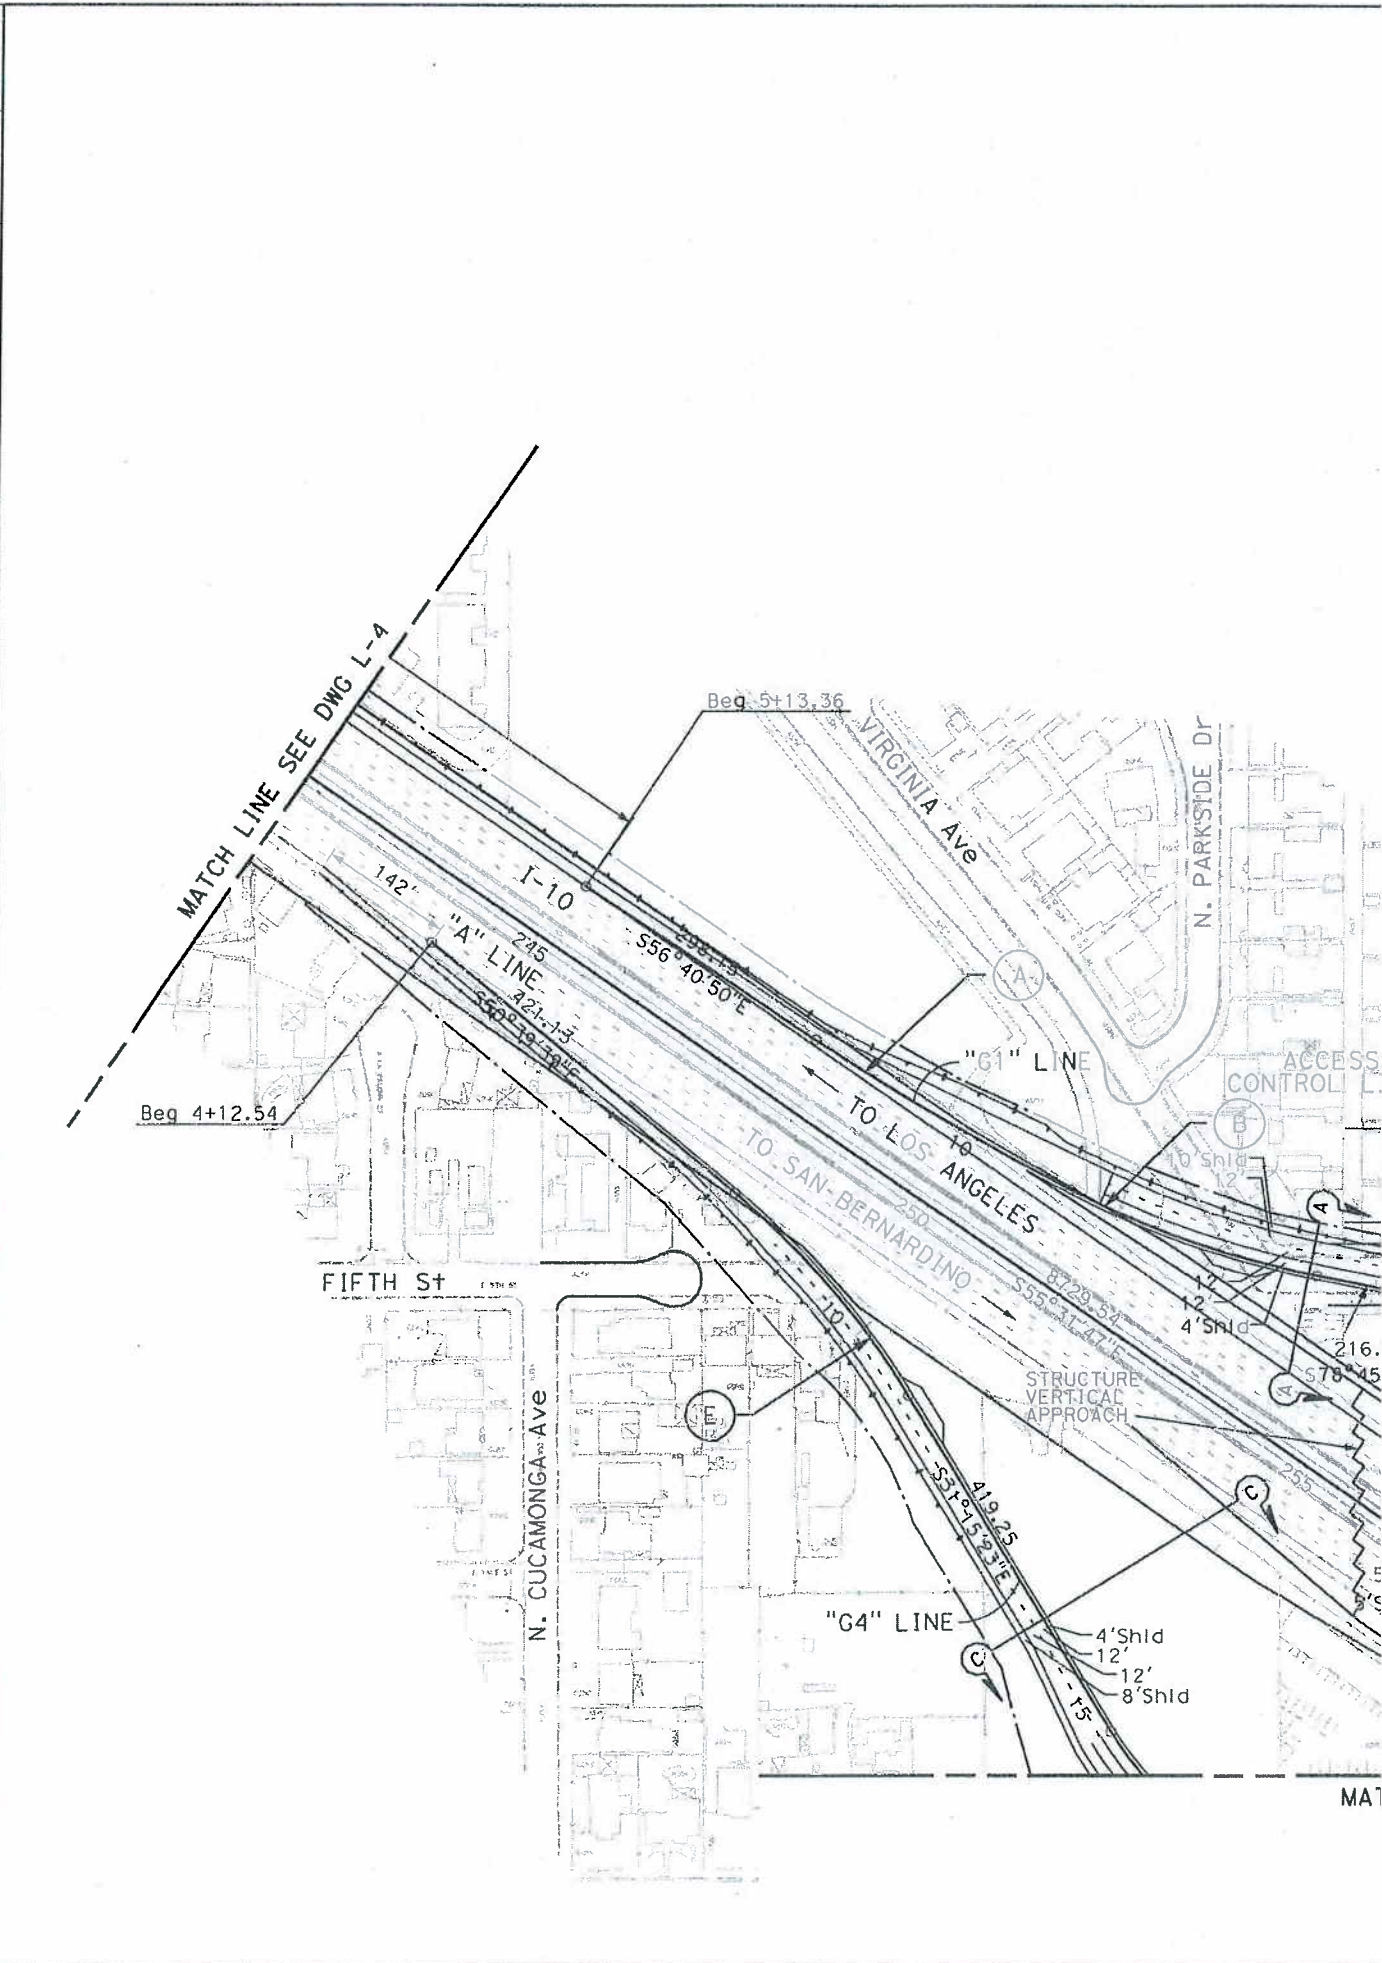 MATCH LINE SEE DWG L-4
Beg 5+13.36
VIRGINIA Ave
N. PARKSIDE Dr
I-10
142'
"A" LINE
245
421.13
S56°40'50"E
A
"G1" LINE
ACCESS
CONTROL L
Beg 4+12.54
TO LOS ANGELES
10
B
10'Shld
12'
TO SAN BERNARDINO
250
A
8729.54
S55°31'47"E
12'
12'
4'Shld
FIFTH St
10
216.
S78°45
A
STRUCTURE
VERTICAL
APPROACH
E
N. CUCAMONGA Ave
255
C
419.25
S31°15'23"E
"G4" LINE
C
4'Shld
12'
12'
8'Shld
15
MAT